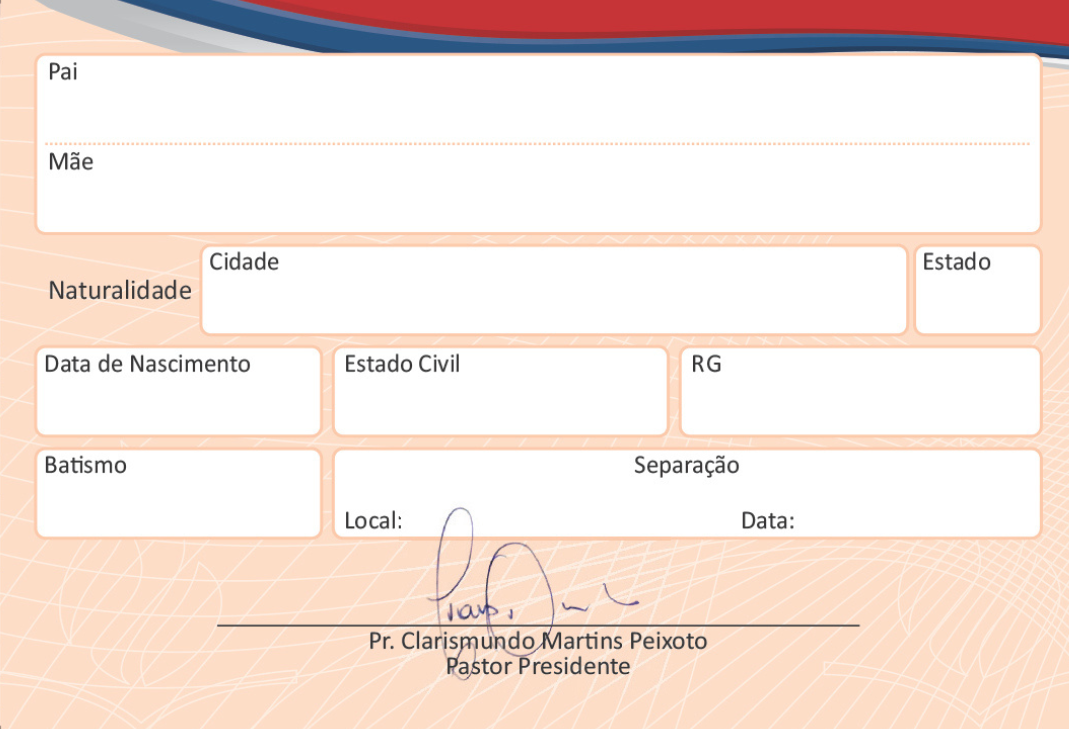 Pai
Mãe
Naturalidade
Cidade
Estado
Data de Nascimento
Estado Civil
RG
Batismo
Separação
Local:
Data:
Pr. Clarismundo Martins Peixoto
Pastor Presidente